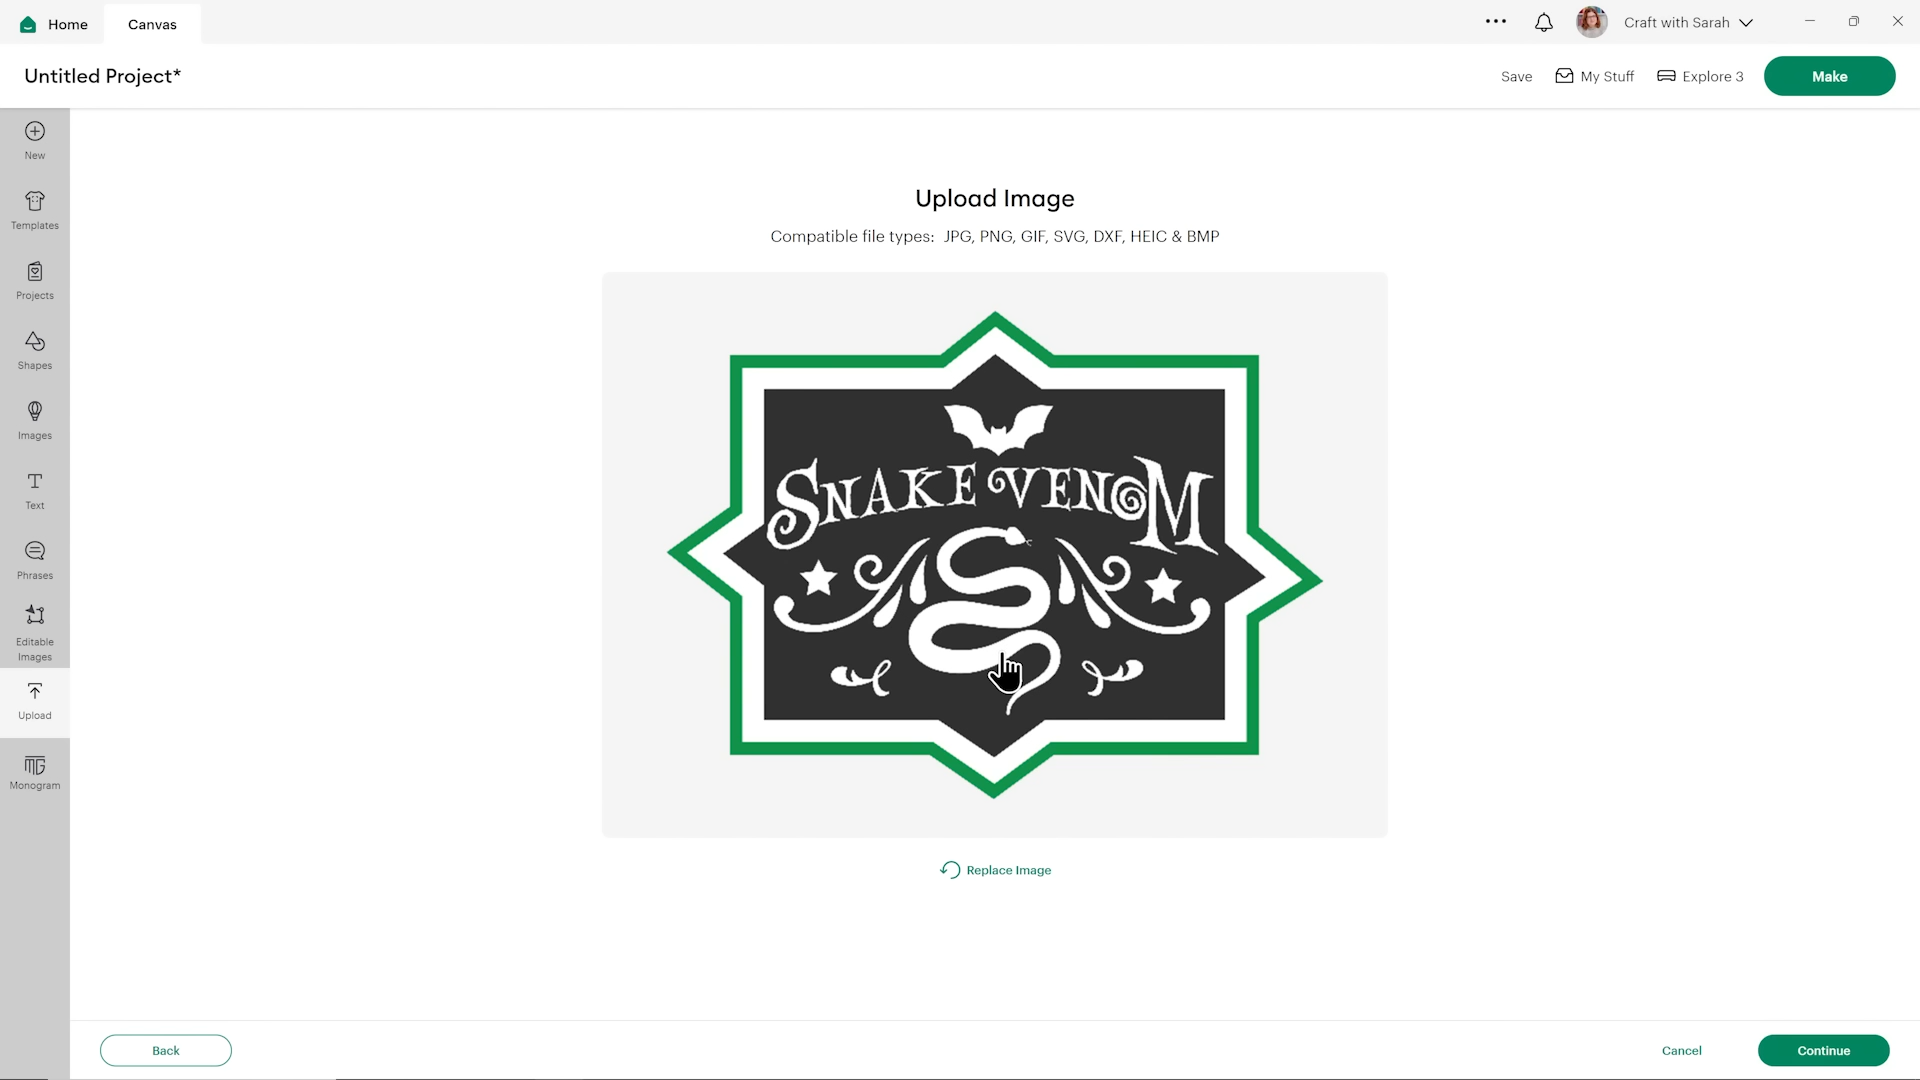 Home
Canvas
Craft with Sarah
Untitled Project*
Save
My Stuff
Explore 3
Make
New
Templates
Projects
Shapes
Images
Text
Phrases
Editable
Images
Upload
Monogram
Upload Image
Compatible file types: JPG, PNG, GIF, SVG, DXF, HEIC & BMP
SNAKE VENOM
Replace Image
Back
Cancel
Continue